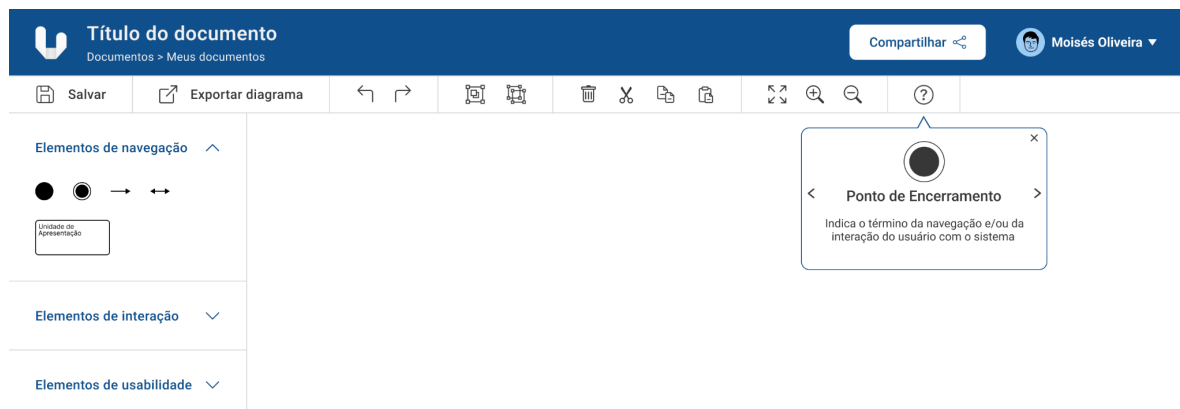 Título do documento
Documentos > Meus documentos
Compartilhar
Moisés Oliveira
Salvar
Exportar diagrama
Elementos de navegação
Unidade de
Apresentação
Elementos de interação
Elementos de usabilidade
Ponto de Encerramento
Indica o término da navegação e/ou da
interação do usuário com o sistema